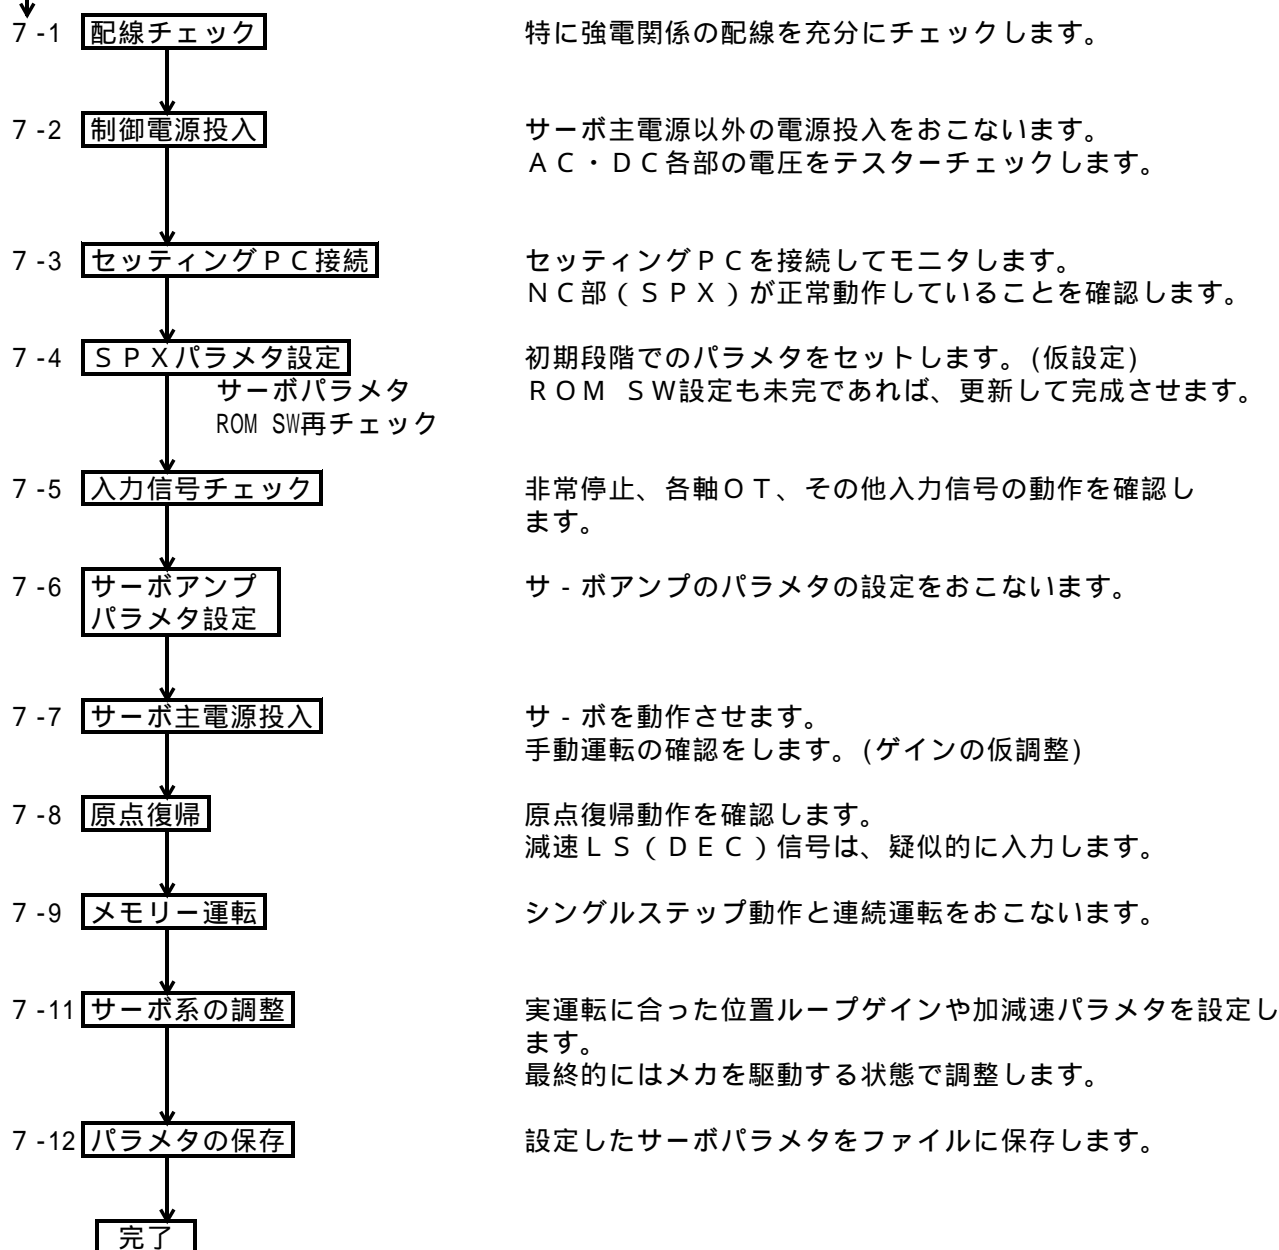 7-1 配線チェック 特に強電関係の配線を充分にチェックします。
7-2 制御電源投入 サーボ主電源以外の電源投入をおこないます。
AC・DC各部の電圧をテスターチェックします。
7-3 セッティングPC接続 セッティングPCを接続してモニタします。
NC部(SPX)が正常動作していることを確認します。
7-4 SPXパラメタ設定 初期段階でのパラメタをセットします。(仮設定)
サーボパラメタ ROM SW設定も未完であれば、更新して完成させます。
ROM SW再チェック
7-5 入力信号チェック 非常停止、各軸OT、その他入力信号の動作を確認し
ます。
7-6 サーボアンプ サ-ボアンプのパラメタの設定をおこないます。
パラメタ設定
7-7 サーボ主電源投入 サ-ボを動作させます。
手動運転の確認をします。(ゲインの仮調整)
7-8 原点復帰 原点復帰動作を確認します。
減速LS(DEC)信号は、疑似的に入力します。
7-9 メモリー運転 シングルステップ動作と連続運転をおこないます。
7-11 サーボ系の調整 実運転に合った位置ループゲインや加減速パラメタを設定し
ます。
最終的にはメカを駆動する状態で調整します。
7-12 パラメタの保存 設定したサーボパラメタをファイルに保存します。
完了